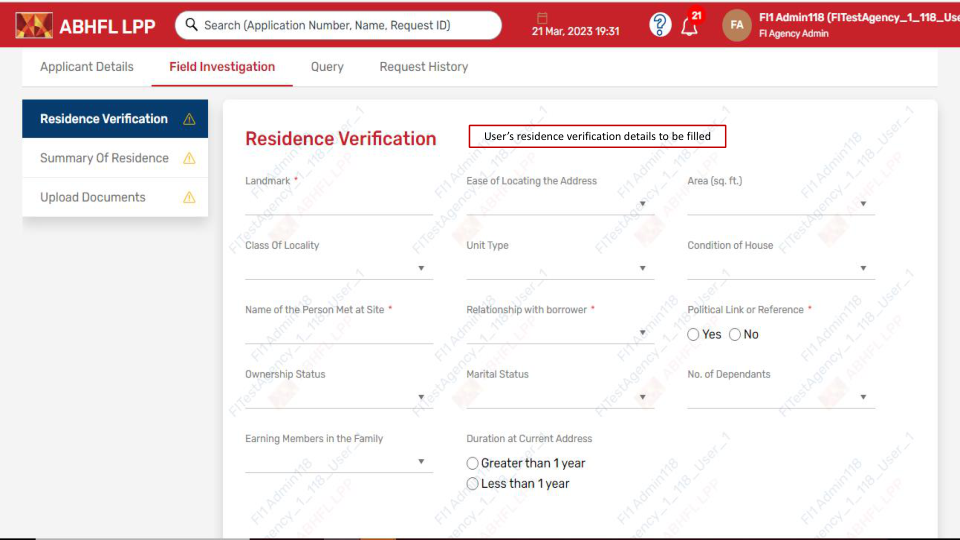 ABHFL LPP
Search (Application Number, Name, Request ID)
21 Mar, 2023 19:31
21
FA
FI1 Admin118 (FITestAgency_1_118_Use
FI Agency Admin
Applicant Details
Field Investigation
Query
Request History
Residence Verification
Summary Of Residence
Upload Documents
Residence Verification
User's residence verification details to be filled
Landmark *
Ease of Locating the Address
Area (sq. ft.)
Class Of Locality
Unit Type
Condition of House
Name of the Person Met at Site *
Relationship with borrower *
Political Link or Reference *
Yes
No
Ownership Status
Marital Status
No. of Dependants
Earning Members in the Family
Duration at Current Address
Greater than 1 year
Less than 1 year